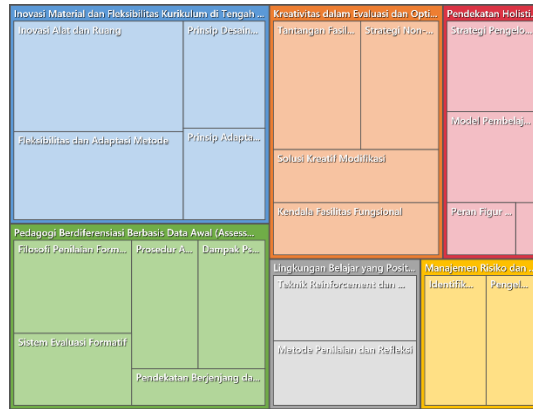 Inovasi Material dan Fleksibilitas Kurikulum di Tengah ...
Inovasi Alat dan Ruang
Prinsip Desain...
Fleksibilitas dan Adaptasi Metode
Prinsip Adapta...
Pedagogi Berdiferensiasi Berbasis Data Awal (Assess...
Filosofi Penilaian Form...
Prosedur A...
Dampak Ps...
Sistem Evaluasi Formatif
Pendekatan Berjenjang da...
Kreativitas dalam Evaluasi dan Opti...
Tantangan Fasil...
Strategi Non-...
Solusi Kreatif Modifikasi
Kendala Fasilitas Fungsional
Pendekatan Holisti...
Strategi Pengelo...
Model Pembelaj...
Peran Figur ...
Lingkungan Belajar yang Posit...
Teknik Reinforcement dan ...
Metode Penilaian dan Refleksi
Manajemen Risiko dan ...
Identifik...
Pengel...